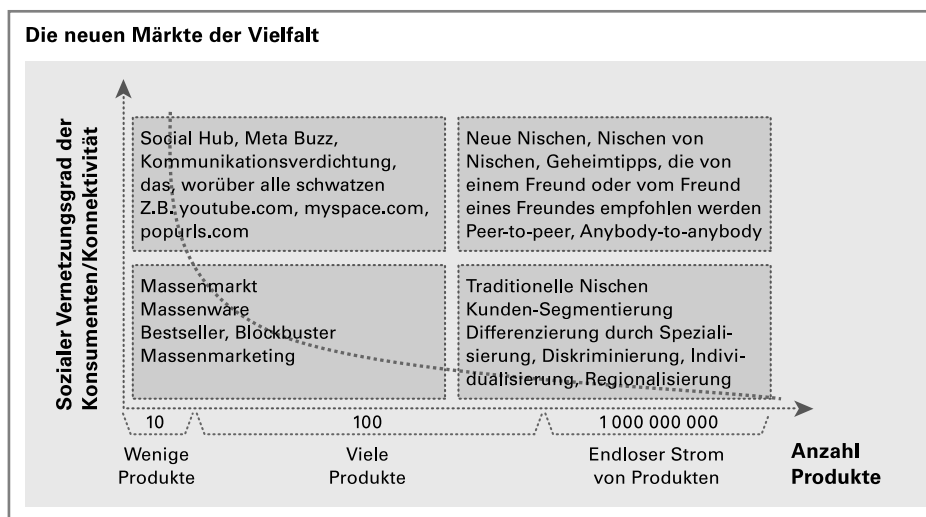 Die neuen Märkte der Vielfalt
Sozialer Vernetzungsgrad der
Konsumenten/Konnektivität
Social Hub, Meta Buzz,
Kommunikationsverdichtung,
das, worüber alle schwatzen
Z.B. youtube.com, myspace.com,
popurls.com
Neue Nischen, Nischen von
Nischen, Geheimtipps, die von
einem Freund oder vom Freund
eines Freundes empfohlen werden
Peer-to-peer, Anybody-to-anybody
Massenmarkt
Massenware
Bestseller, Blockbuster
Massenmarketing
Traditionelle Nischen
Kunden-Segmentierung
Differenzierung durch Speziali-
sierung, Diskriminierung, Indivi-
dualisierung, Regionalisierung
10
100
1 000 000 000
Wenige
Produkte
Viele
Produkte
Endloser Strom
von Produkten
Anzahl
Produkte